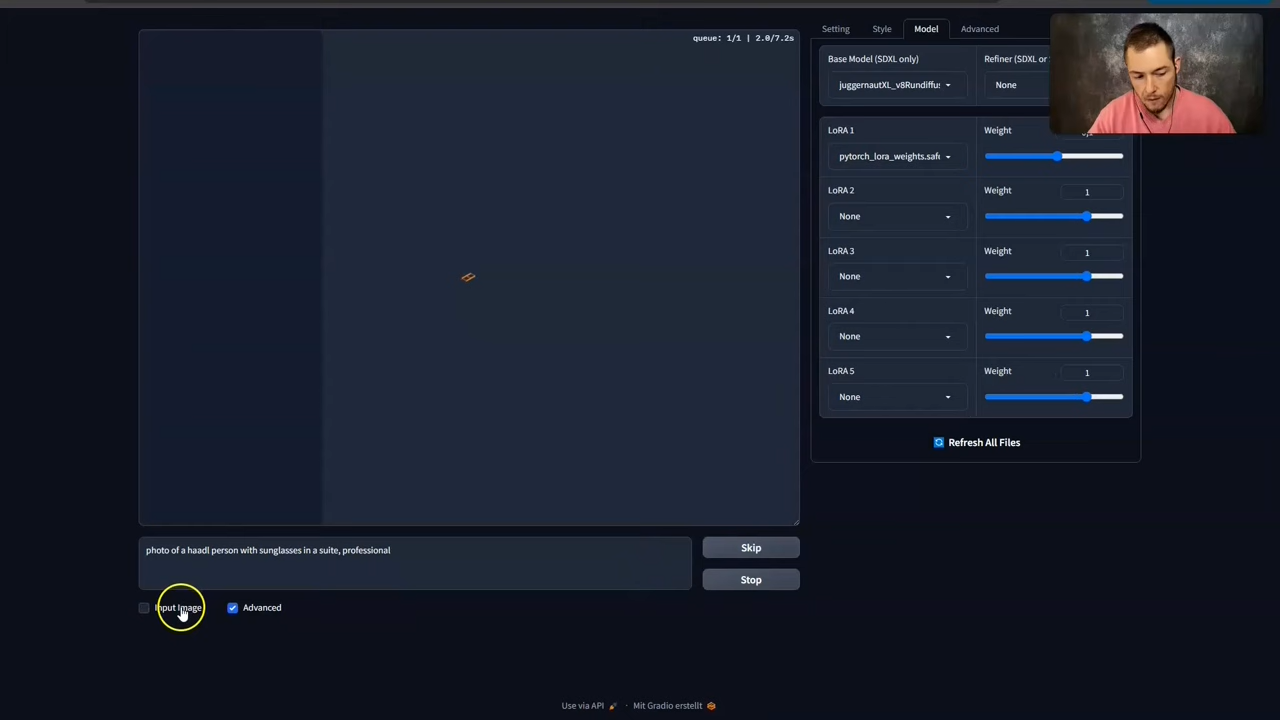 queue: 1/1 | 2.0/7.2s
Setting Style Model Advanced
Base Model (SDXL only) Refiner (SDXL or
juggernautXL_v8Rundiffu None
LoRA 1 Weight
pytorch_lora_weights.saf
LoRA 2 Weight 1
None
LoRA 3 Weight 1
None
LoRA 4 Weight 1
None
LoRA 5 Weight 1
None
Refresh All Files
photo of a haadl person with sunglasses in a suite, professional
Skip
Stop
Input Image Advanced
Use via API · Mit Gradio erstellt